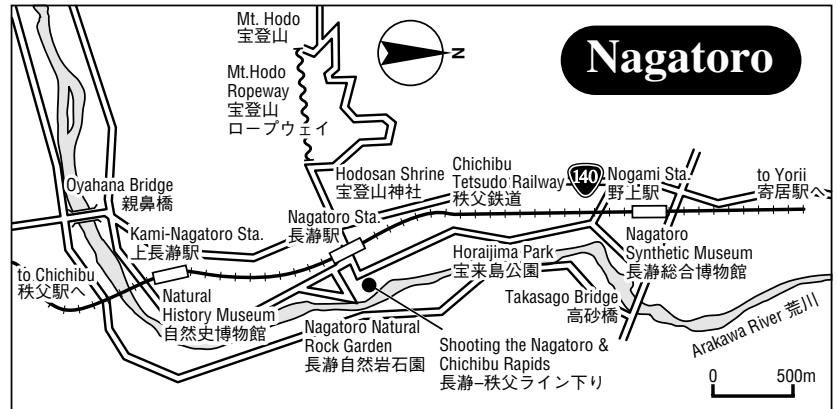 Mt. Hodo
宝登山
N
Nagatoro
Mt.Hodo
Ropeway
宝登山
ロープウェイ
Oyahana Bridge
親鼻橋
Hodosan Shrine
宝登山神社
Chichibu
Tetsudo Railway
秩父鉄道
140
Nogami Sta.
野上駅
to Yorii
寄居駅へ
Kami-Nagatoro Sta.
上長瀞駅
Nagatoro Sta.
長瀞駅
to Chichibu
秩父駅へ
Natural
History Museum
自然史博物館
Horaijima Park
宝来島公園
Nagatoro
Synthetic Museum
長瀞総合博物館
Takasago Bridge
高砂橋
Nagatoro Natural
Rock Garden
長瀞自然岩石園
Shooting the Nagatoro &
Chichibu Rapids
長瀞–秩父ライン下り
Arakawa River 荒川
0 500m